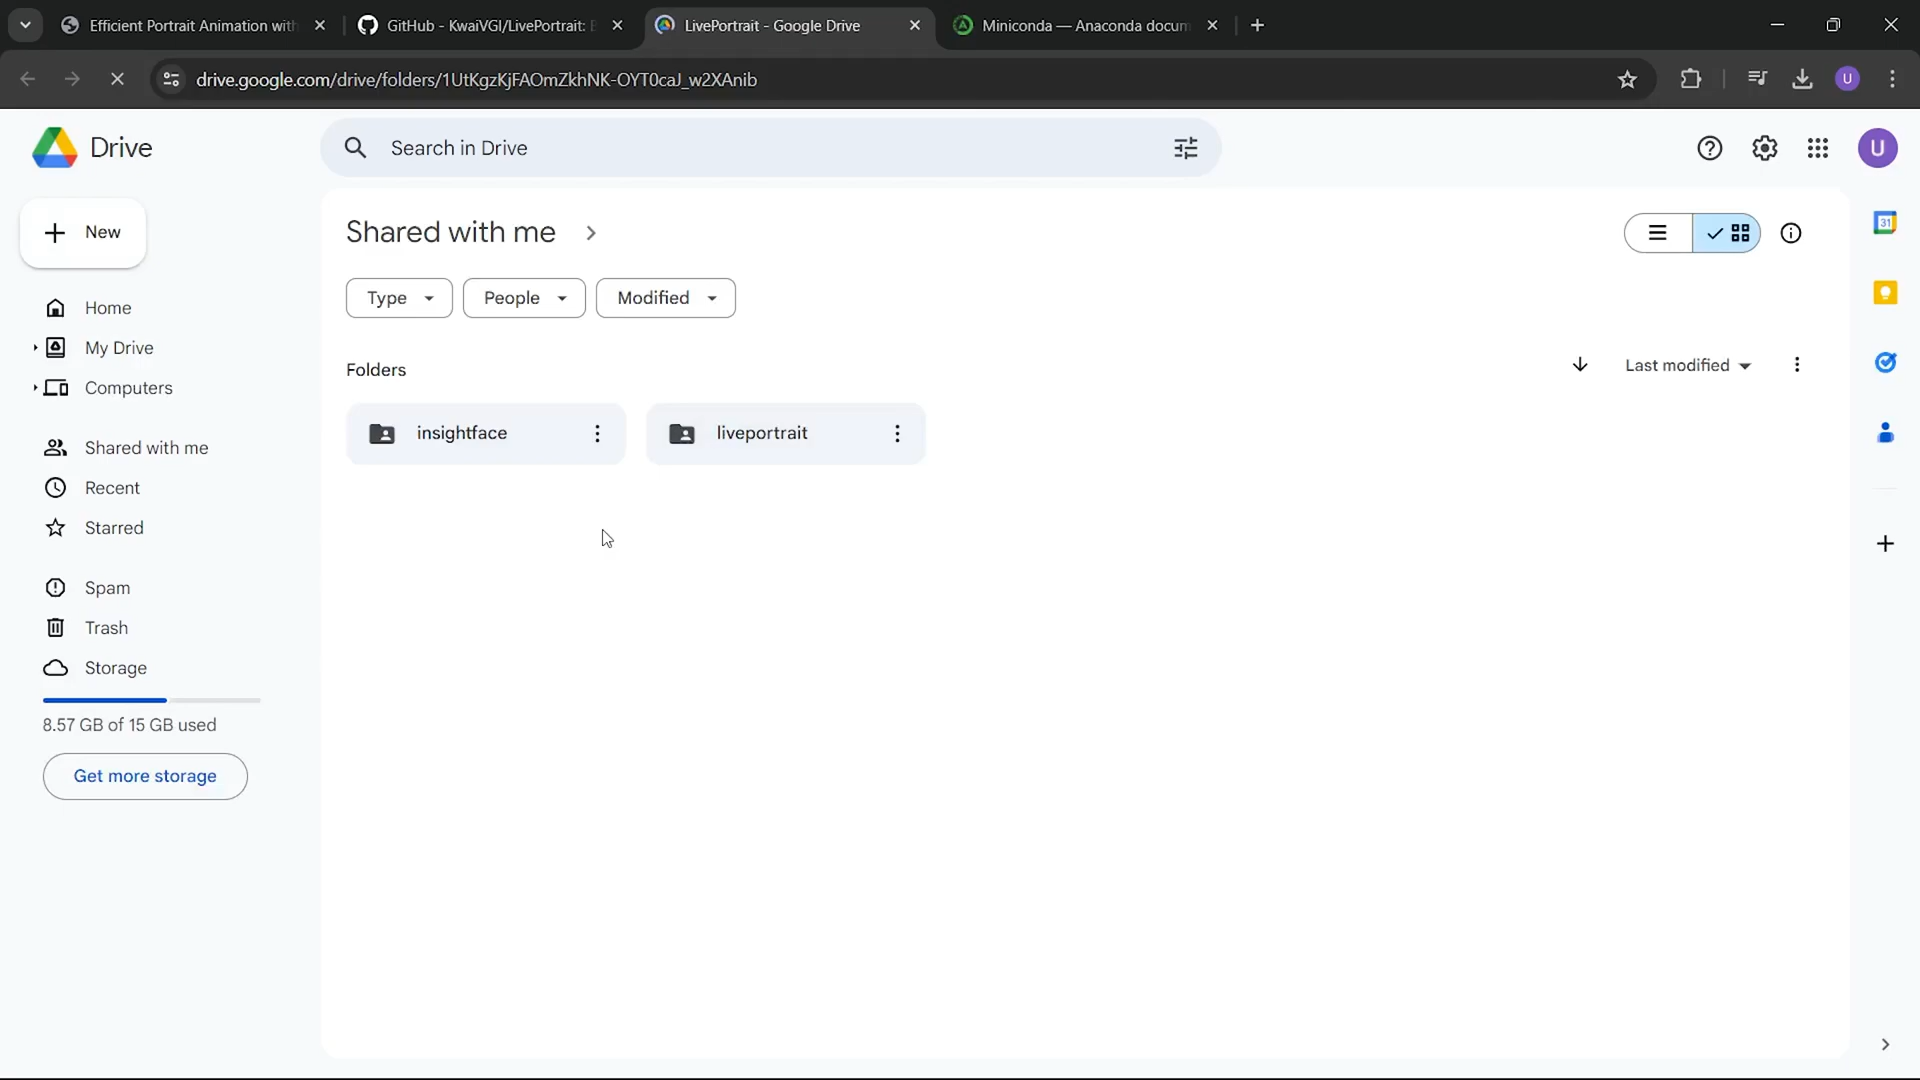 Efficient Portrait Animation with
GitHub - KwaiVGI/LivePortrait: E
LivePortrait - Google Drive
Miniconda — Anaconda docum
drive.google.com/drive/folders/1UtKgzKjFAOmZkhNK-OYT0caJ_w2XAnib
U
Drive
Search in Drive
U
New
Shared with me
31
Type
People
Modified
Home
My Drive
Computers
Folders
Last modified
insightface
liveportrait
Shared with me
Recent
Starred
Spam
Trash
Storage
8.57 GB of 15 GB used
Get more storage